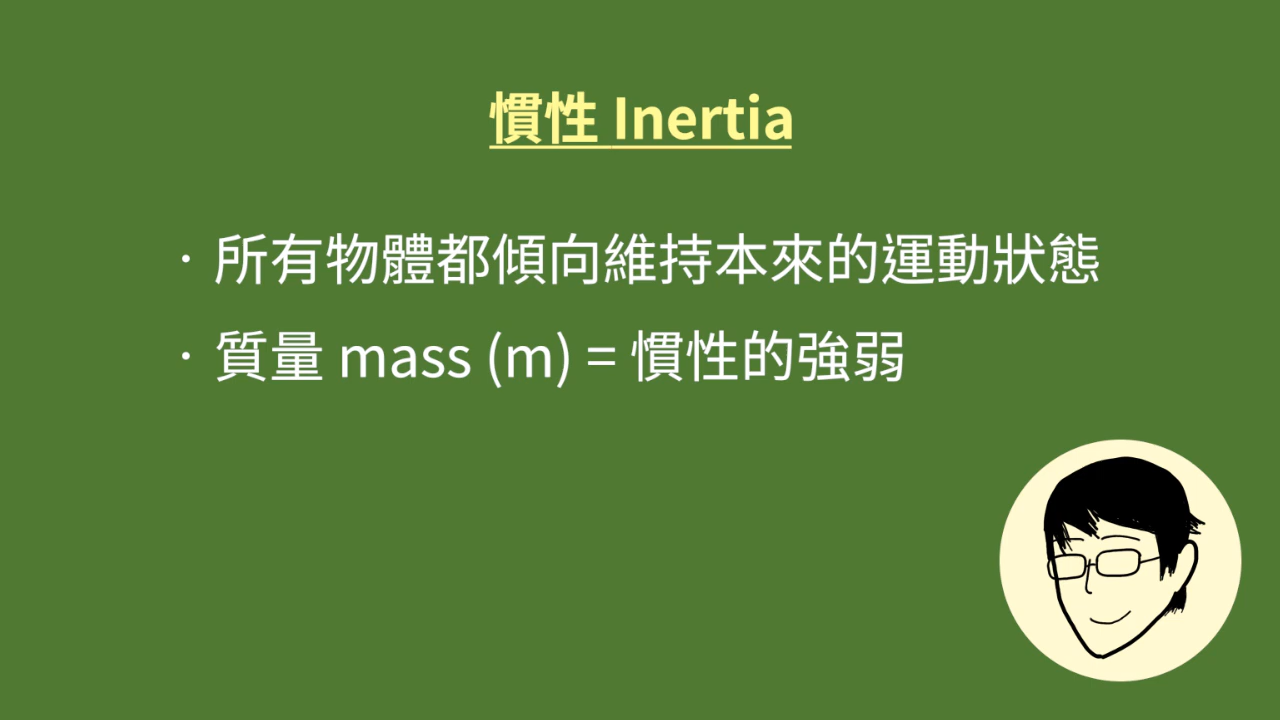 慣性 Inertia
· 所有物體都傾向維持本來的運動狀態
· 質量 mass (m) = 慣性的強弱